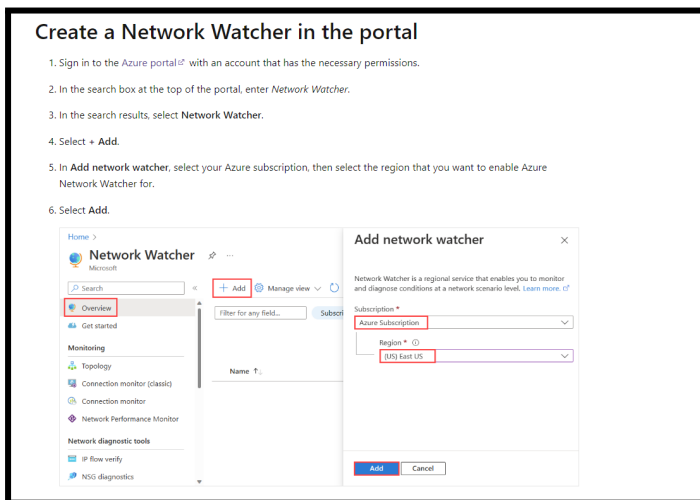 Create a Network Watcher in the portal
1. Sign in to the Azure portal with an account that has the necessary permissions.
2. In the search box at the top of the portal, enter Network Watcher.
3. In the search results, select Network Watcher.
4. Select + Add.
5. In Add network watcher, select your Azure subscription, then select the region that you want to enable Azure
Network Watcher for.
6. Select Add.
Home >
Network Watcher
Microsoft
Search
Overview
Get started
Monitoring
Topology
Connection monitor (classic)
Connection monitor
Network Performance Monitor
Network diagnostic tools
IP flow verify
NSG diagnostics
+ Add
Manage view
Filter for any field...
Subscri
Name ↑
Add network watcher
Network Watcher is a regional service that enables you to monitor
and diagnose conditions at a network scenario level. Learn more.
Subscription *
Azure Subscription
Region *
(US) East US
Add
Cancel